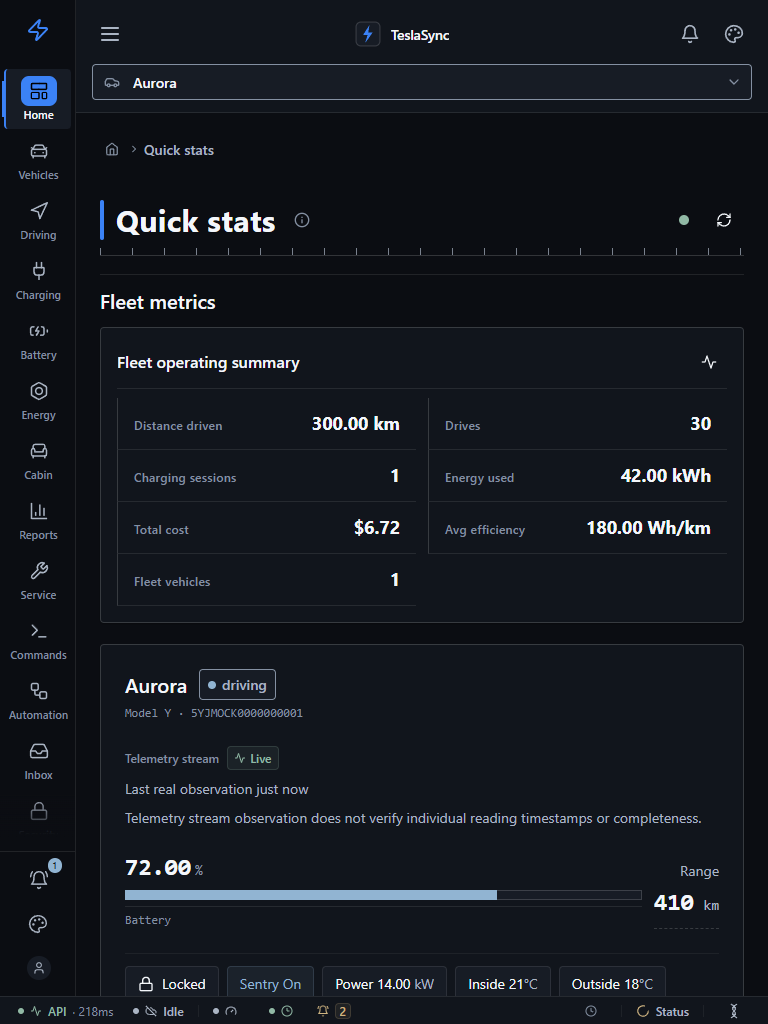 TeslaSync
Aurora
Home
Vehicles
Driving
Charging
Battery
Energy
Cabin
Reports
Service
Commands
Automation
Inbox
1
Quick stats
Quick stats
Fleet metrics
Fleet operating summary
Distance driven 300.00 km
Drives 30
Charging sessions 1
Energy used 42.00 kWh
Total cost $6.72
Avg efficiency 180.00 Wh/km
Fleet vehicles 1
Aurora driving
Model Y · 5YJMOCK0000000001
Telemetry stream Live
Last real observation just now
Telemetry stream observation does not verify individual reading timestamps or completeness.
72.00 %
Battery
Range
410 km
Locked Sentry On Power 14.00 kW Inside 21°C Outside 18°C
API · 218ms Idle 2 Status